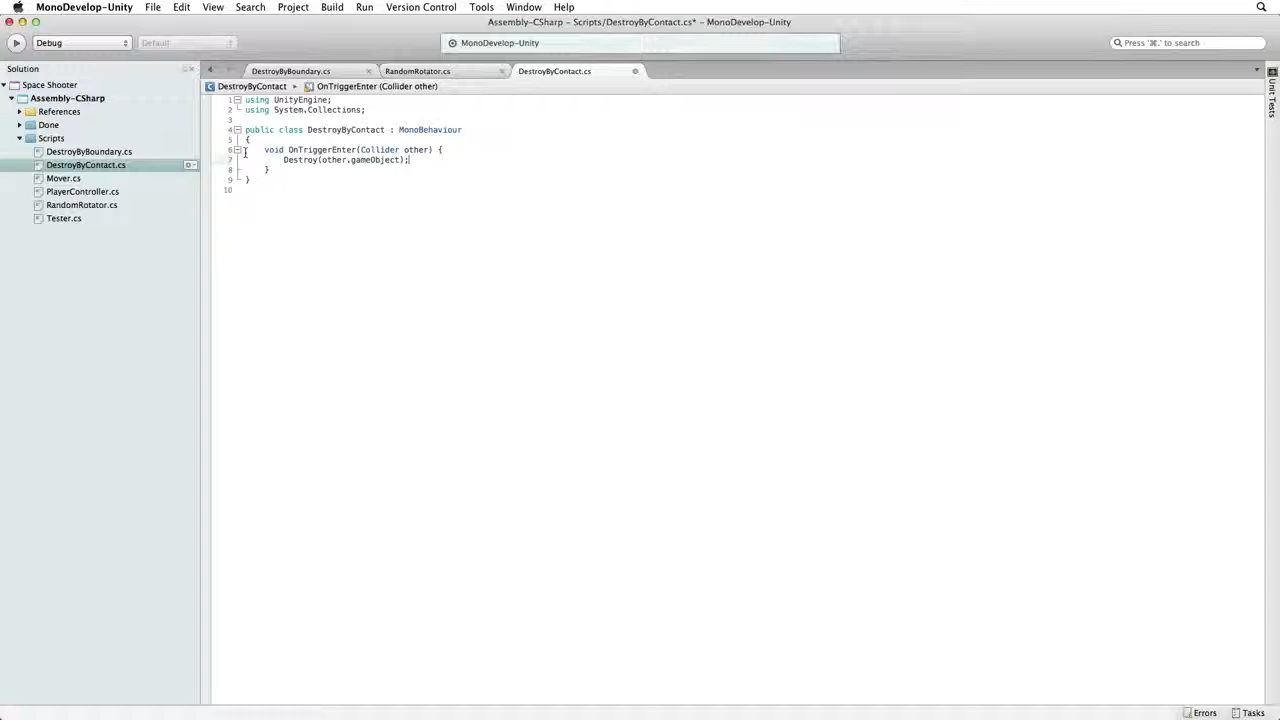 MonoDevelop-Unity File Edit View Search Project Build Run Version Control Tools Window Help
Assembly-CSharp – Scripts/DestroyByContact.cs* – MonoDevelop-Unity
Debug Default MonoDevelop-Unity Press '⌘.' to search
Solution
Space Shooter
Assembly-CSharp
References
Done
Scripts
DestroyByBoundary.cs
DestroyByContact.cs
Mover.cs
PlayerController.cs
RandomRotator.cs
Tester.cs
DestroyByBoundary.cs RandomRotator.cs DestroyByContact.cs
DestroyByContact OnTriggerEnter (Collider other)
1 using UnityEngine;
2 using System.Collections;
3
4 public class DestroyByContact : MonoBehaviour
5 {
6 void OnTriggerEnter(Collider other) {
7 Destroy(other.gameObject);
8 }
9 }
10
Unit Tests
Errors Tasks